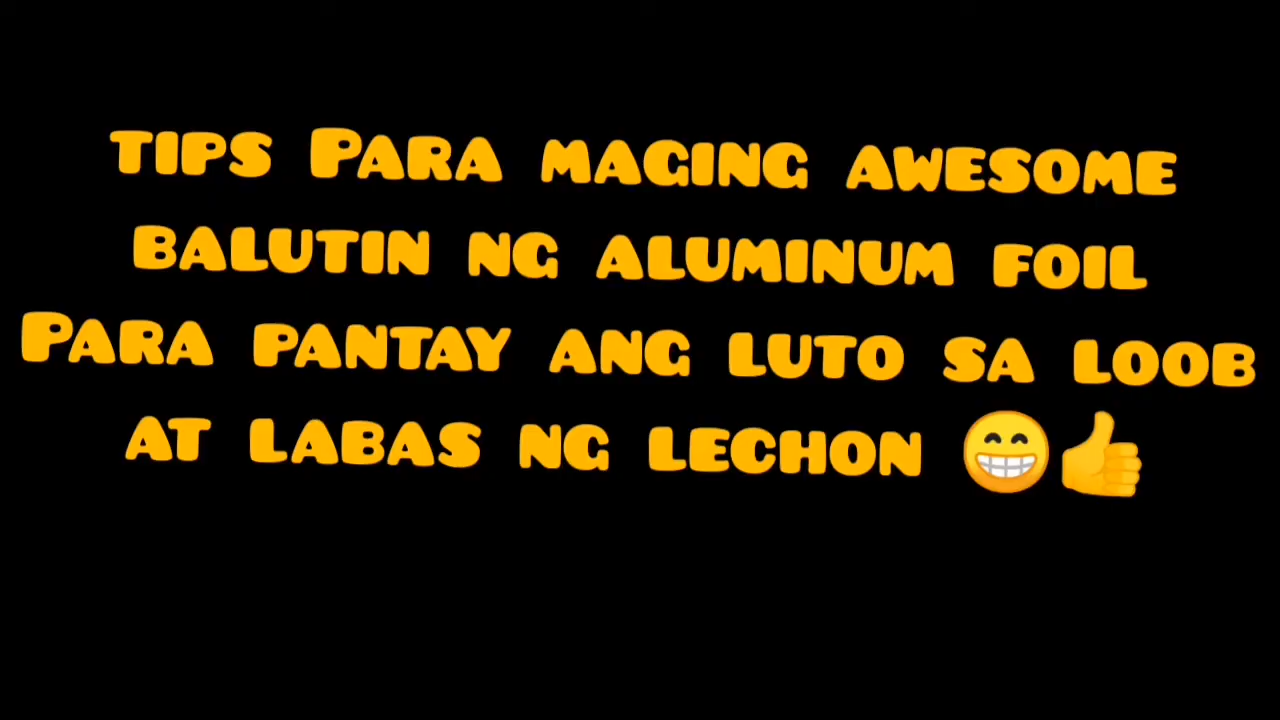 TIPS PARA MAGING AWESOME
BALUTIN NG ALUMINUM FOIL
PARA PANTAY ANG LUTO SA LOOB
AT LABAS NG LECHON 😁👍